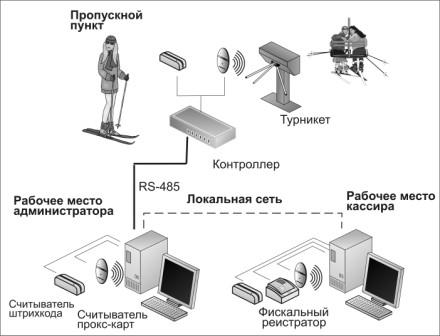 Пропускной
пункт
Турникет
Контроллер
RS-485
Рабочее место
администратора
Локальная сеть
Рабочее место
кассира
Считыватель
штрихкода
Считыватель
прокс-карт
Фискальный
реистратор